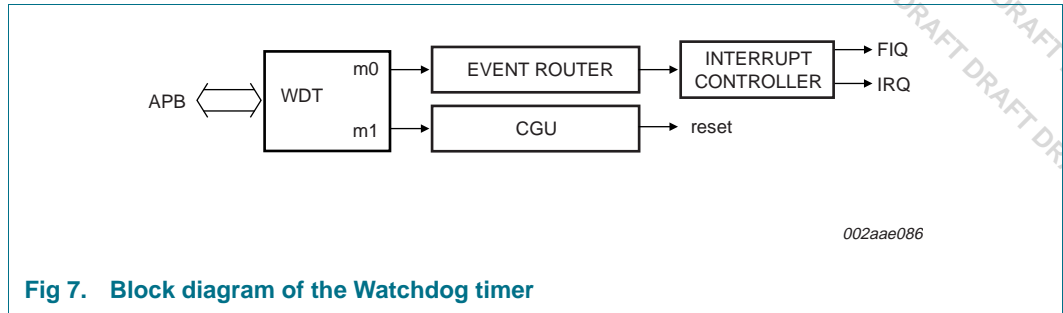 DRAFT
DRAFT DRAFT
DRAFT DRA
m0
EVENT ROUTER
INTERRUPT
CONTROLLER
FIQ
IRQ
APB
WDT
m1
CGU
reset
002aae086
Fig 7. Block diagram of the Watchdog timer